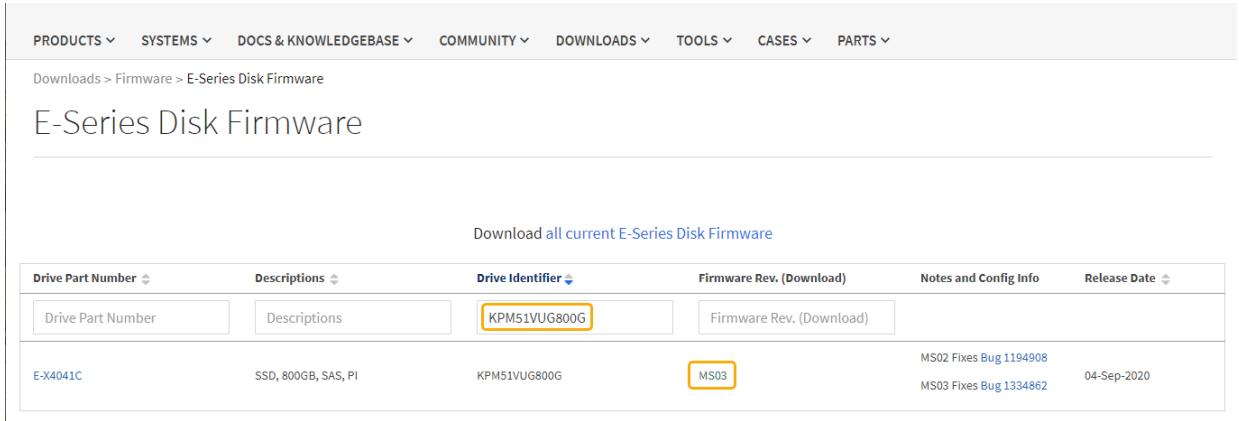 PRODUCTS SYSTEMS DOCS & KNOWLEDGEBASE COMMUNITY DOWNLOADS TOOLS CASES PARTS
Downloads > Firmware > E-Series Disk Firmware
E-Series Disk Firmware
Download all current E-Series Disk Firmware
Drive Part Number Descriptions Drive Identifier Firmware Rev. (Download) Notes and Config Info Release Date
Drive Part Number Descriptions KPM51VUG800G Firmware Rev. (Download)
MS02 Fixes Bug 1194908
E-X4041C SSD, 800GB, SAS, PI KPM51VUG800G MS03 04-Sep-2020
MS03 Fixes Bug 1334862